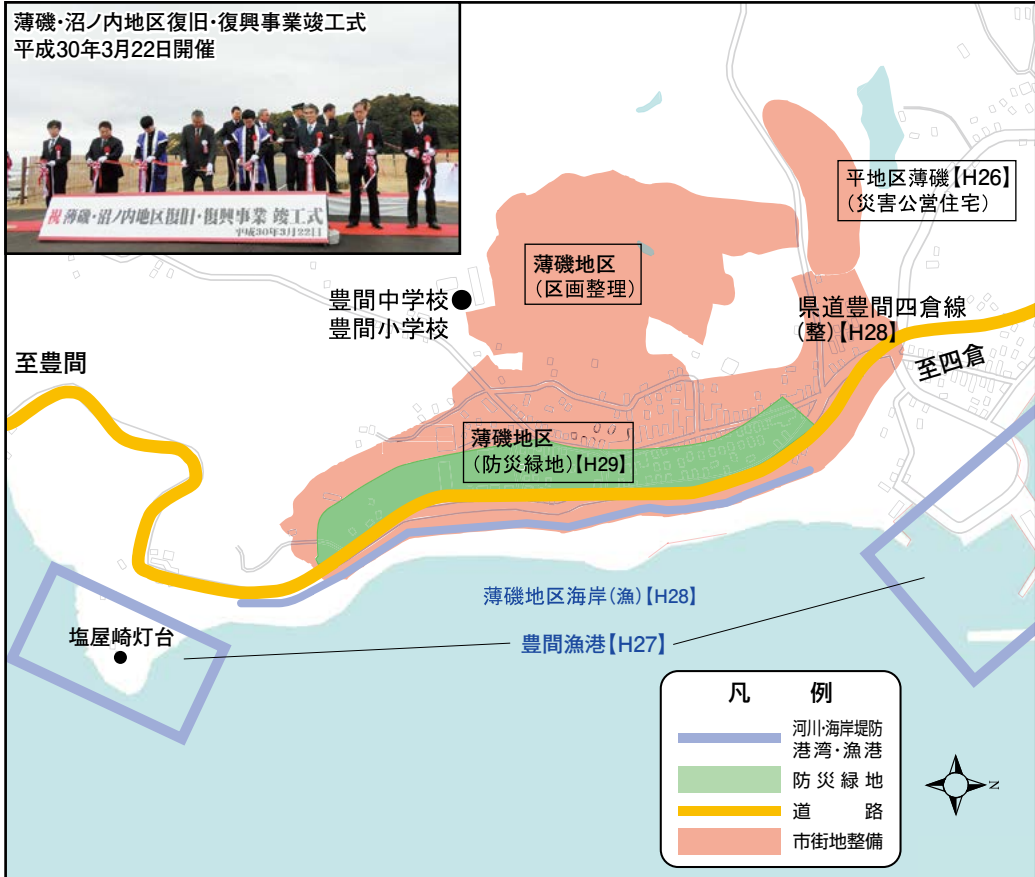 薄磯・沼ノ内地区復旧・復興事業竣工式
平成30年3月22日開催
祝 薄磯・沼ノ内地区復旧・復興事業 竣工式
平成30年3月22日
平地区薄磯【H26】
(災害公営住宅)
薄磯地区
(区画整理)
豊間中学校
豊間小学校
県道豊間四倉線
(整)【H28】
至四倉
至豊間
薄磯地区
(防災緑地)【H29】
薄磯地区海岸(漁)【H28】
豊間漁港【H27】
塩屋崎灯台
凡 例
河川・海岸堤防
港湾・漁港
防災緑地
道 路
市街地整備
N